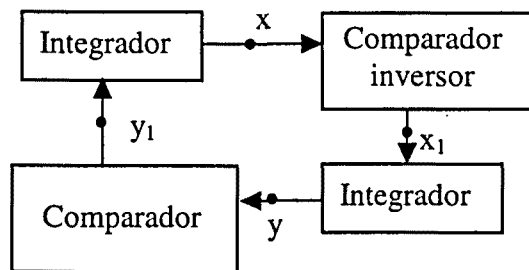 Integrador
x
Comparador
inversor
y₁
x₁
Comparador
y
Integrador